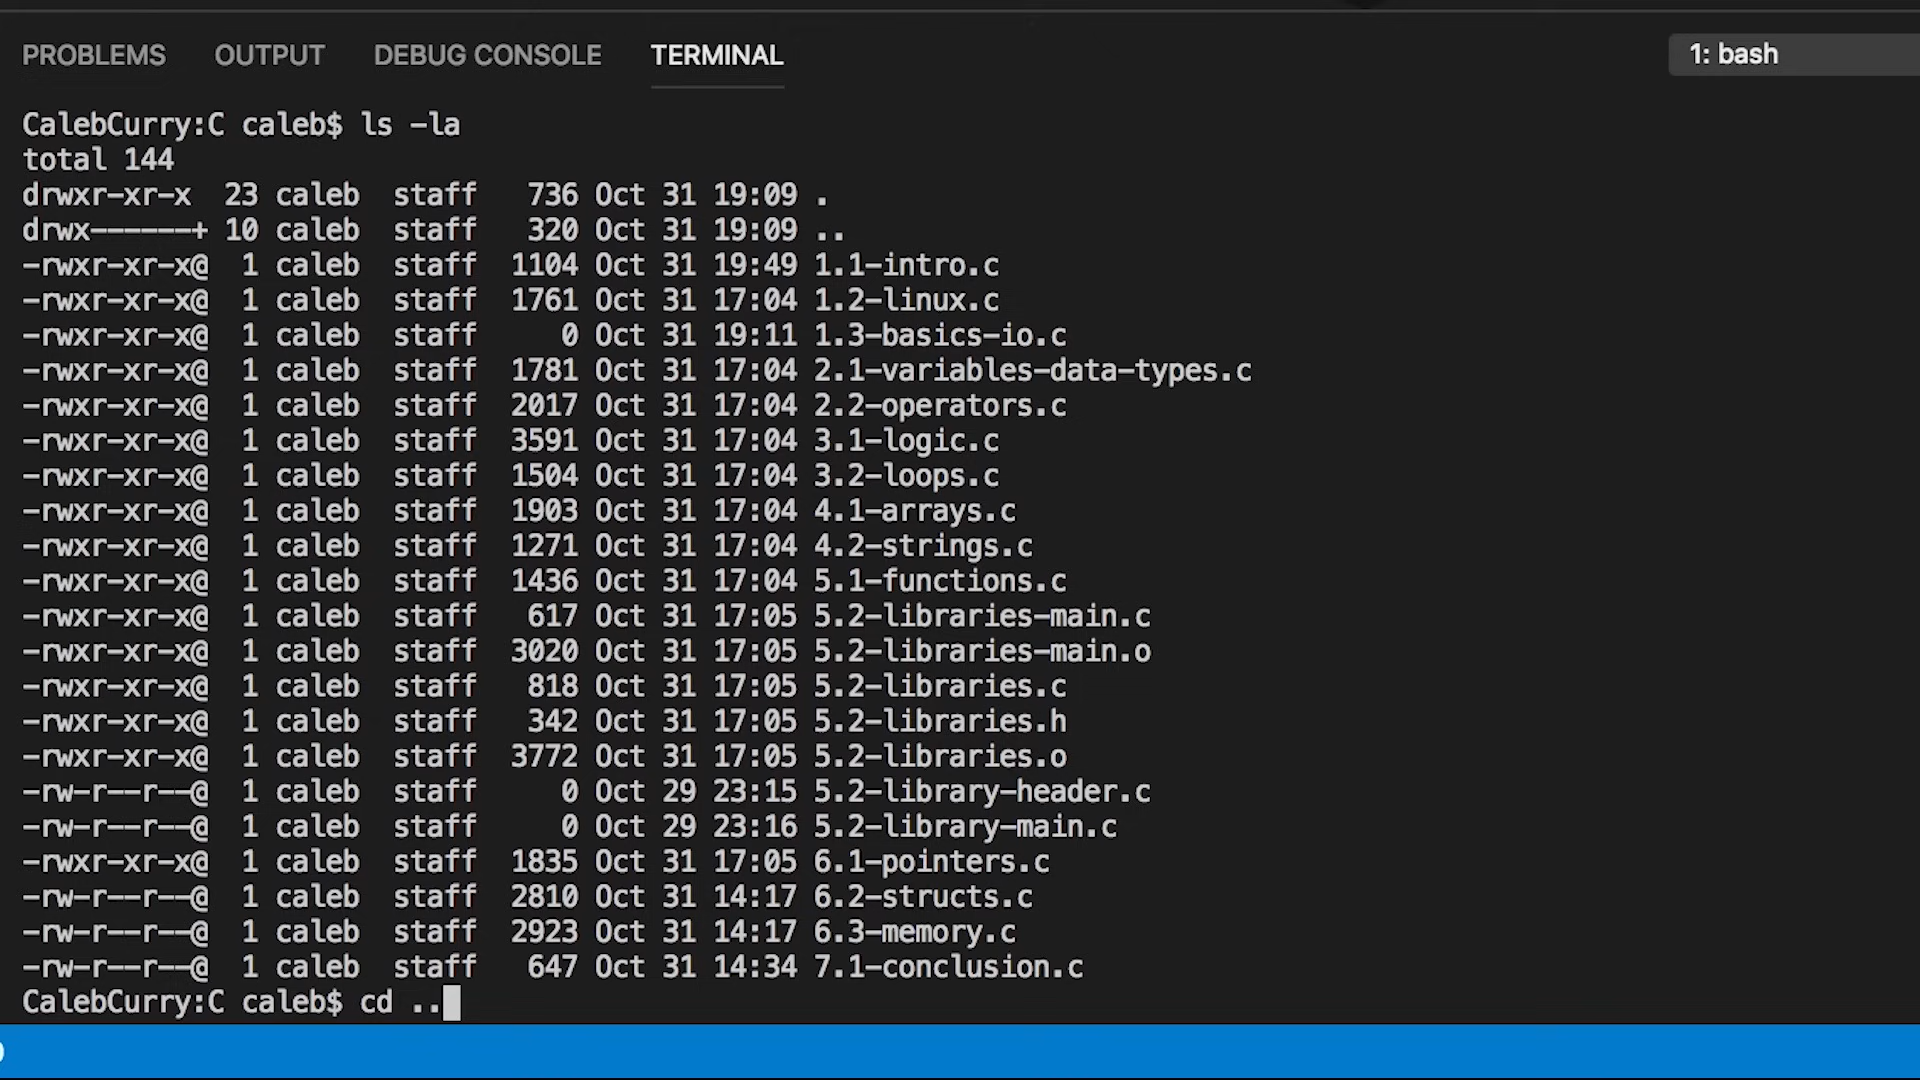 PROBLEMS OUTPUT DEBUG CONSOLE TERMINAL 1: bash
CalebCurry:C caleb$ ls -la
total 144
drwxr-xr-x  23 caleb  staff   736 Oct 31 19:09 .
drwx------+ 10 caleb  staff   320 Oct 31 19:09 ..
-rwxr-xr-x@  1 caleb  staff  1104 Oct 31 19:49 1.1-intro.c
-rwxr-xr-x@  1 caleb  staff  1761 Oct 31 17:04 1.2-linux.c
-rwxr-xr-x@  1 caleb  staff     0 Oct 31 19:11 1.3-basics-io.c
-rwxr-xr-x@  1 caleb  staff  1781 Oct 31 17:04 2.1-variables-data-types.c
-rwxr-xr-x@  1 caleb  staff  2017 Oct 31 17:04 2.2-operators.c
-rwxr-xr-x@  1 caleb  staff  3591 Oct 31 17:04 3.1-logic.c
-rwxr-xr-x@  1 caleb  staff  1504 Oct 31 17:04 3.2-loops.c
-rwxr-xr-x@  1 caleb  staff  1903 Oct 31 17:04 4.1-arrays.c
-rwxr-xr-x@  1 caleb  staff  1271 Oct 31 17:04 4.2-strings.c
-rwxr-xr-x@  1 caleb  staff  1436 Oct 31 17:04 5.1-functions.c
-rwxr-xr-x@  1 caleb  staff   617 Oct 31 17:05 5.2-libraries-main.c
-rwxr-xr-x@  1 caleb  staff  3020 Oct 31 17:05 5.2-libraries-main.o
-rwxr-xr-x@  1 caleb  staff   818 Oct 31 17:05 5.2-libraries.c
-rwxr-xr-x@  1 caleb  staff   342 Oct 31 17:05 5.2-libraries.h
-rwxr-xr-x@  1 caleb  staff  3772 Oct 31 17:05 5.2-libraries.o
-rw-r--r--@  1 caleb  staff     0 Oct 29 23:15 5.2-library-header.c
-rw-r--r--@  1 caleb  staff     0 Oct 29 23:16 5.2-library-main.c
-rwxr-xr-x@  1 caleb  staff  1835 Oct 31 17:05 6.1-pointers.c
-rw-r--r--@  1 caleb  staff  2810 Oct 31 14:17 6.2-structs.c
-rw-r--r--@  1 caleb  staff  2923 Oct 31 14:17 6.3-memory.c
-rw-r--r--@  1 caleb  staff   647 Oct 31 14:34 7.1-conclusion.c
CalebCurry:C caleb$ cd ..